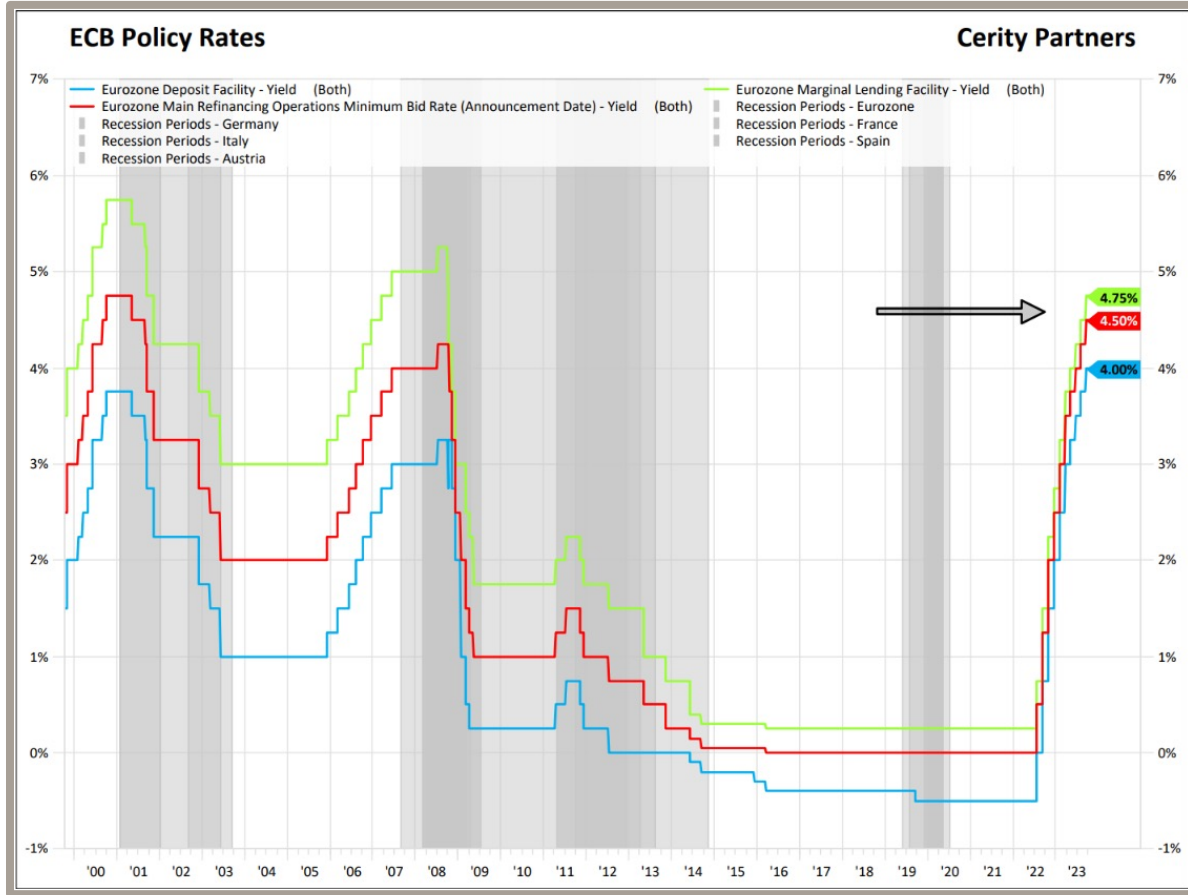 ECB Policy Rates
Cerity Partners
7%
7%
Eurozone Deposit Facility - Yield (Both)
Eurozone Marginal Lending Facility - Yield (Both)
Eurozone Main Refinancing Operations Minimum Bid Rate (Announcement Date) - Yield (Both)
Recession Periods - Eurozone
Recession Periods - Germany
Recession Periods - France
Recession Periods - Italy
Recession Periods - Spain
Recession Periods - Austria
6%
6%
5%
5%
4.75%
4.50%
4%
4.00%
4%
3%
3%
2%
2%
1%
1%
0%
0%
-1%
-1%
'00 '01 '02 '03 '04 '05 '06 '07 '08 '09 '10 '11 '12 '13 '14 '15 '16 '17 '18 '19 '20 '21 '22 '23